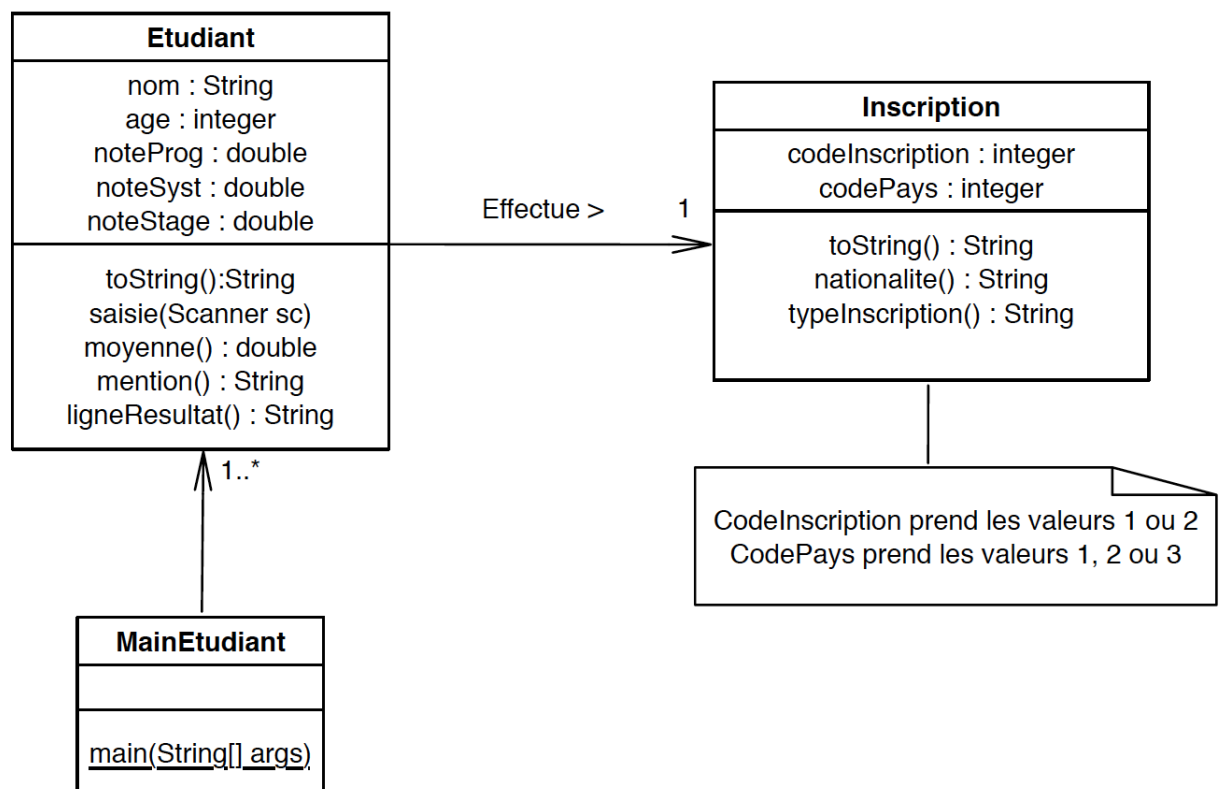 Etudiant
nom : String
age : integer
noteProg : double
noteSyst : double
noteStage : double
toString():String
saisie(Scanner sc)
moyenne() : double
mention() : String
ligneResultat() : String
Effectue >
1
Inscription
codeInscription : integer
codePays : integer
toString() : String
nationalite() : String
typeInscription() : String
CodeInscription prend les valeurs 1 ou 2
CodePays prend les valeurs 1, 2 ou 3
1..*
MainEtudiant
main(String[] args)